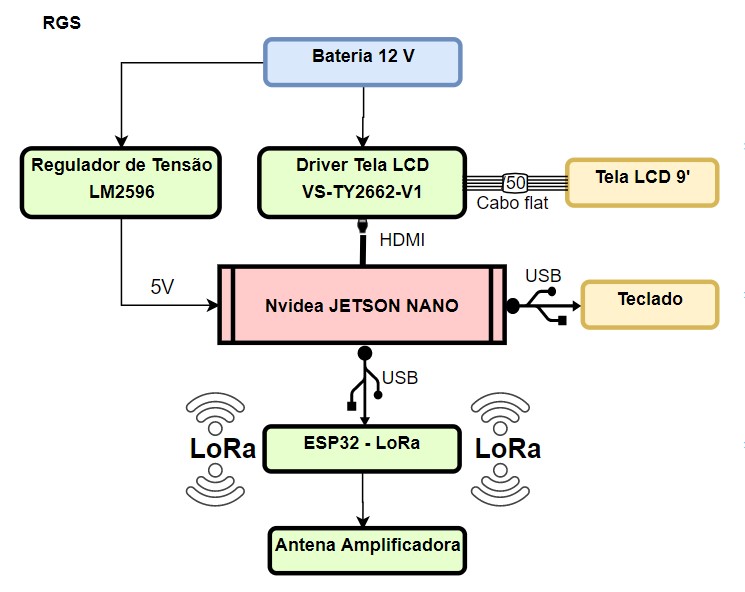 RGS
Bateria 12 V
Regulador de Tensão
LM2596
Driver Tela LCD
VS-TY2662-V1
50
Cabo flat
Tela LCD 9'
HDMI
5V
Nvidea JETSON NANO
USB
Teclado
USB
LoRa
ESP32 - LoRa
LoRa
Antena Amplificadora